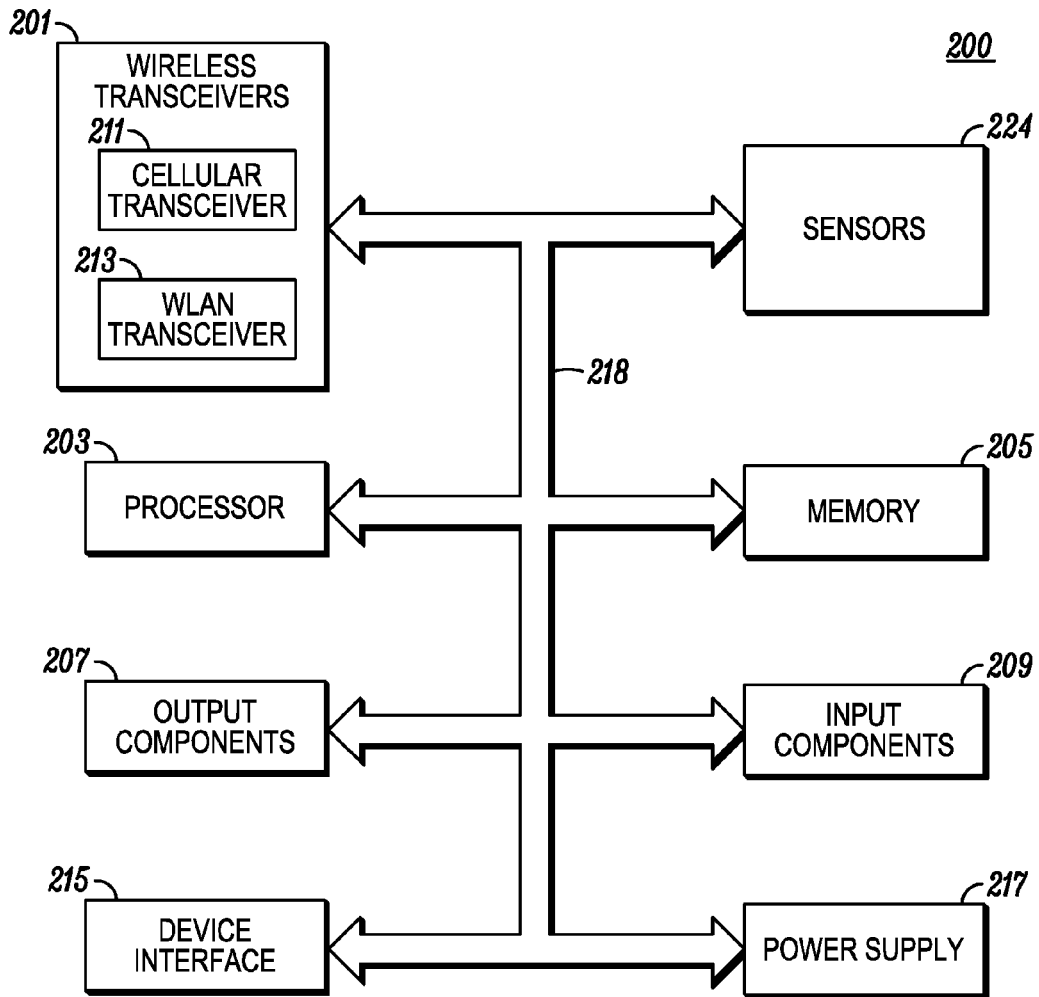 201
WIRELESS
TRANSCEIVERS
211
CELLULAR
TRANSCEIVER
213
WLAN
TRANSCEIVER
200
224
SENSORS
218
203
PROCESSOR
205
MEMORY
207
OUTPUT
COMPONENTS
209
INPUT
COMPONENTS
215
DEVICE
INTERFACE
217
POWER SUPPLY